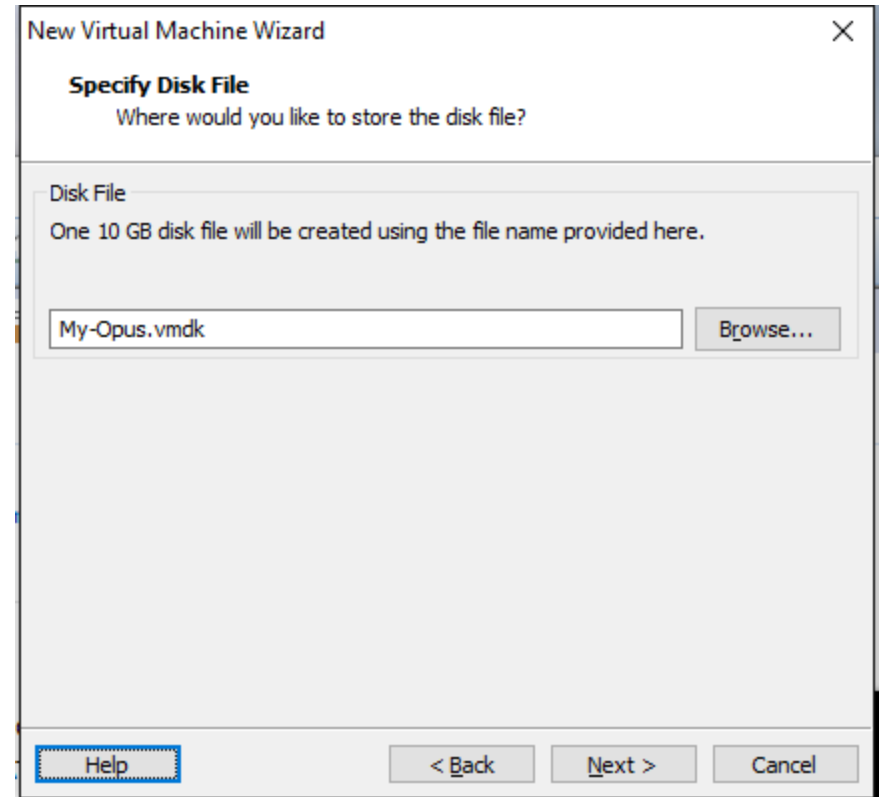 New Virtual Machine Wizard
Specify Disk File
Where would you like to store the disk file?
Disk File
One 10 GB disk file will be created using the file name provided here.
My-Opus.vmdk
Browse...
Help
< Back
Next >
Cancel